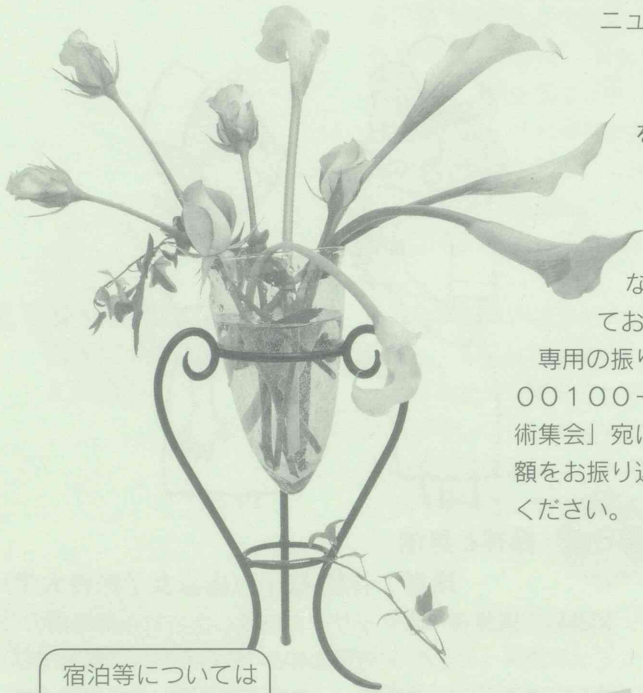 ニュ
な
てお
専用の振り
00100-
術集会」宛に
額をお振り込
ください。
宿泊等については